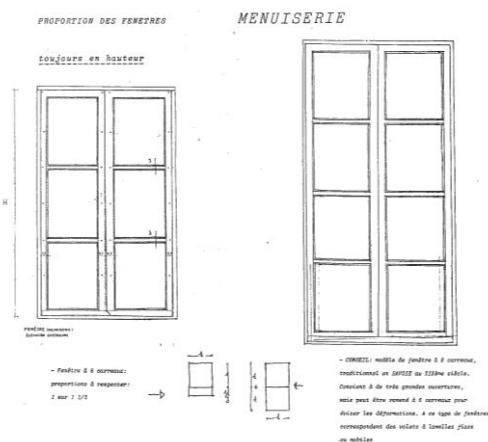 PROPORTION DES FENETRES
MENUISERIE
toujours en hauteur
H
FENÊTRE
- Fenêtre à 6 carreaux:
proportions à respecter:
1 sur 1 1/2
- CONSEIL: modèle de fenêtre à 8 carreaux,
traditionnel en SAVOIE au XIXème siècle.
Convient à de très grandes ouvertures,
mais peut être ramené à 6 carreaux pour
éviter les déformations. A ce type de fenêtres
correspondent des volets à lamelles fixes
ou mobiles